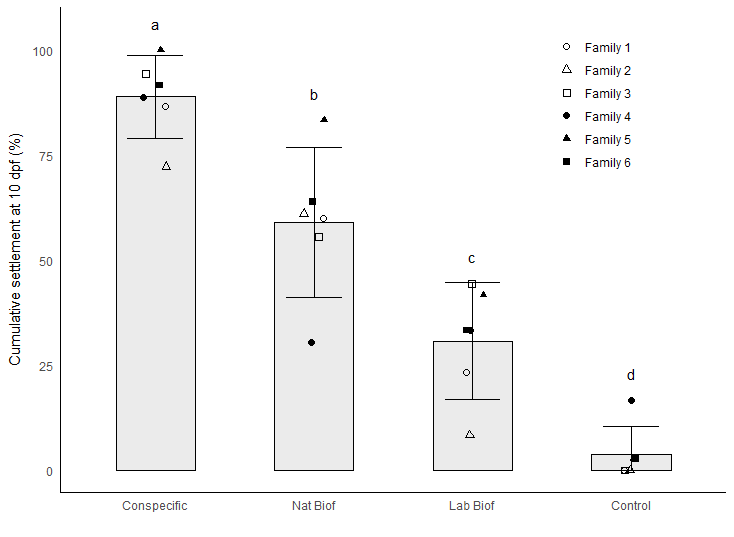 Cumulative settlement at 10 dpf (%)
100
75
50
25
0
a
b
c
d
Family 1
Family 2
Family 3
Family 4
Family 5
Family 6
Conspecific
Nat Biof
Lab Biof
Control